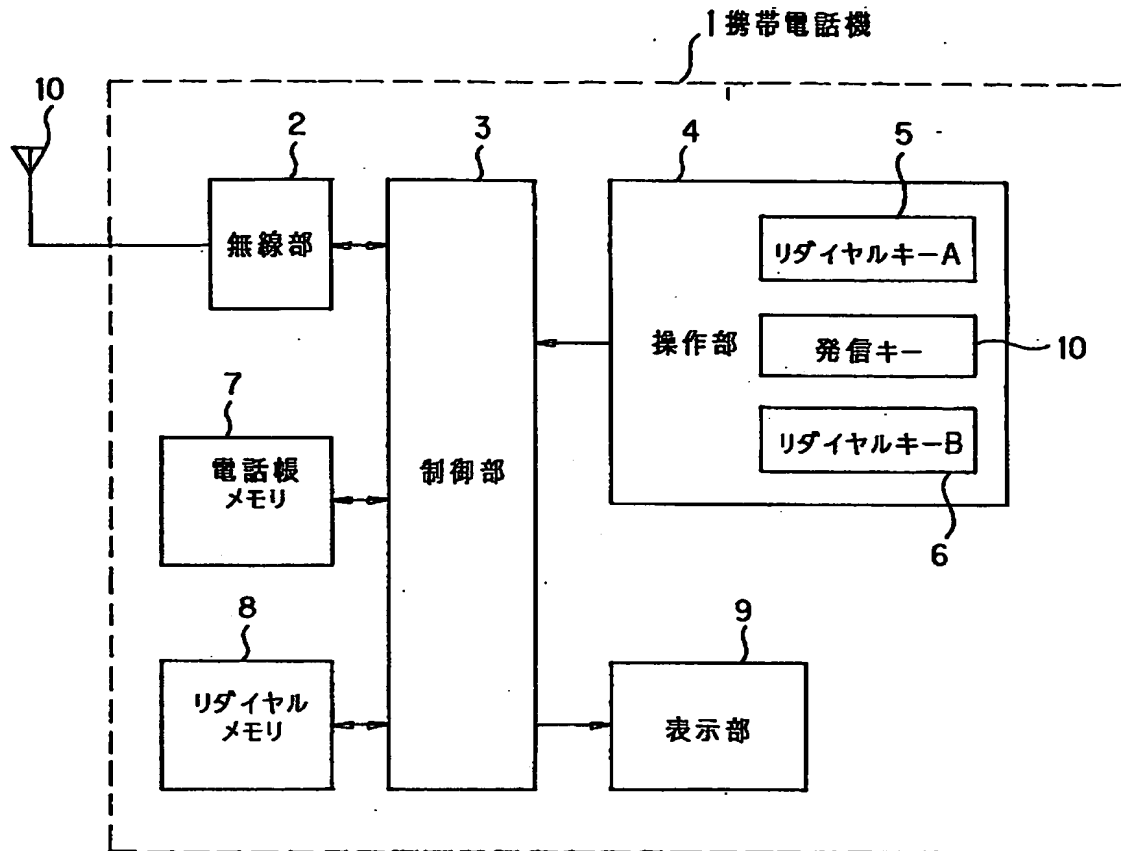 1 携帯電話機
10
2
3
4
5
無線部
リダイヤルキーA
操作部
発信キー
10
リダイヤルキーB
6
7
電話帳
メモリ
制御部
8
リダイヤル
メモリ
9
表示部